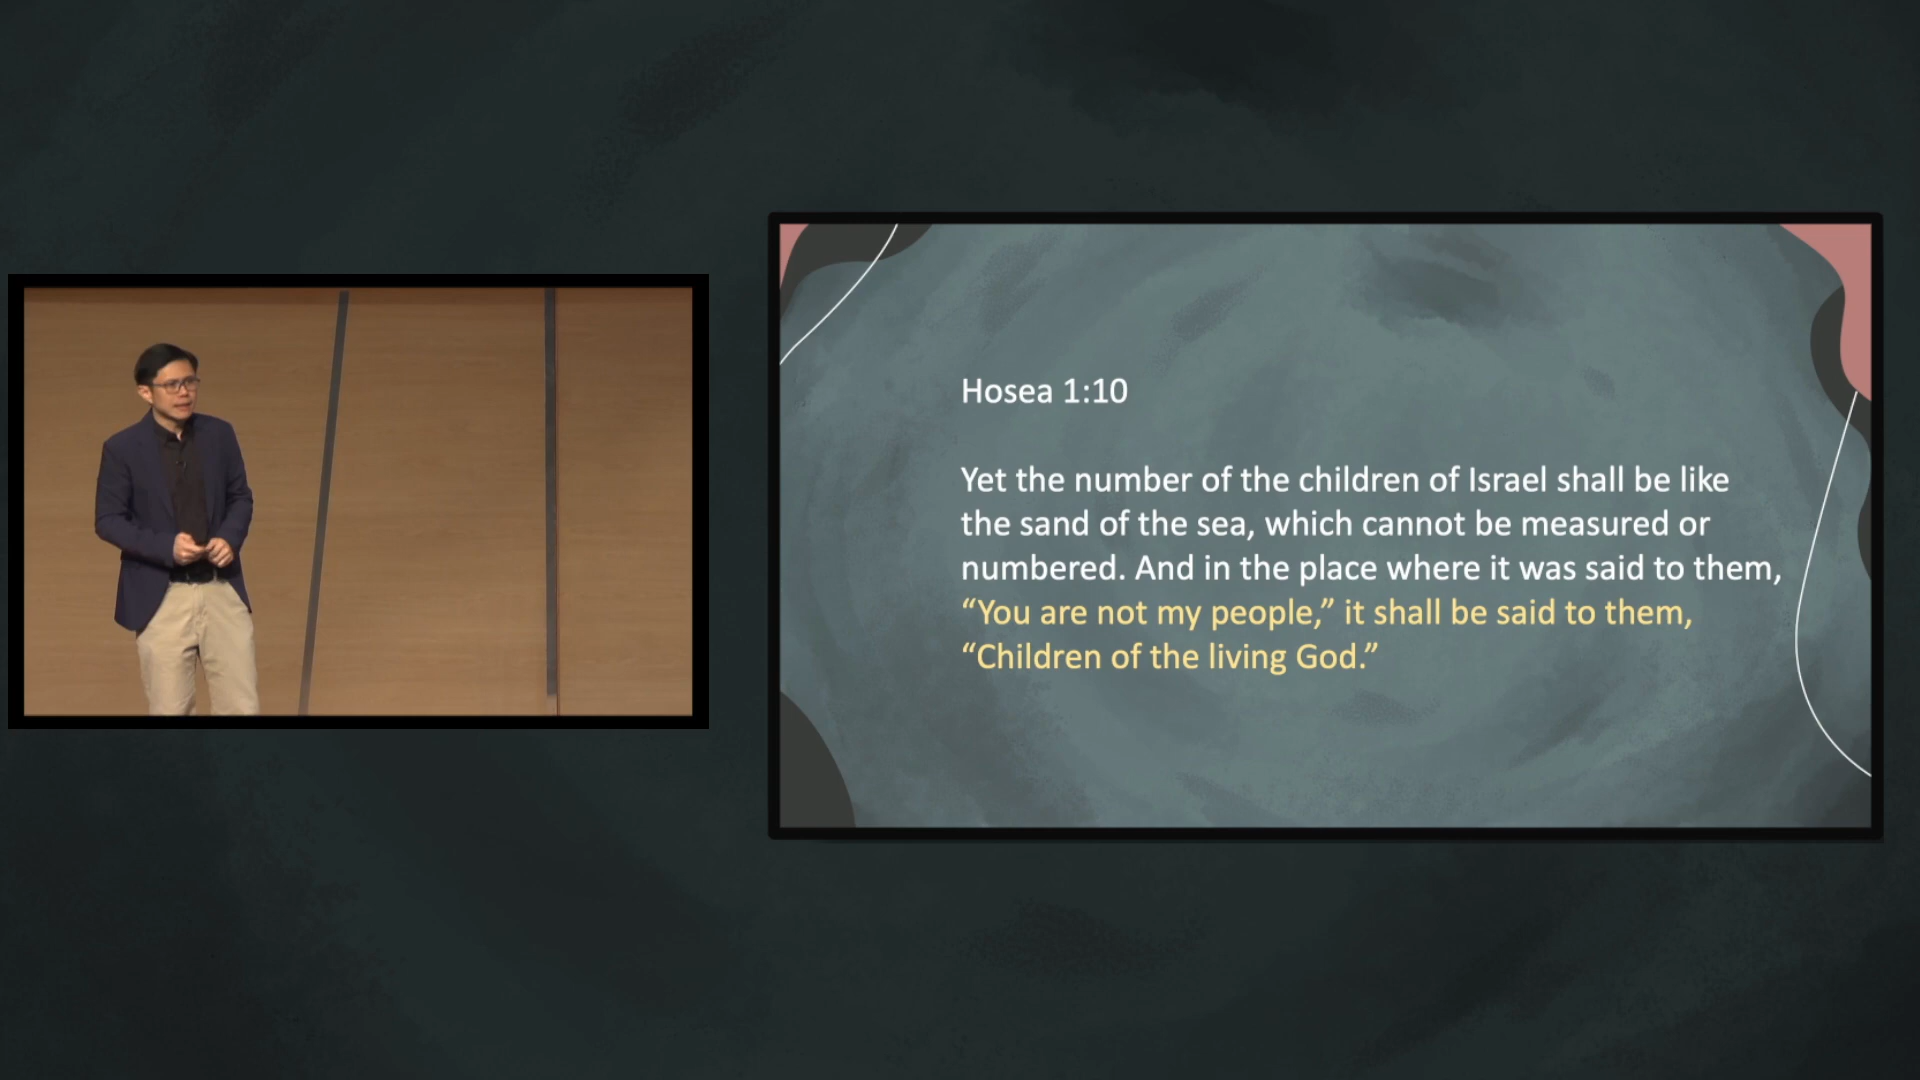 Hosea 1:10
Yet the number of the children of Israel shall be like
the sand of the sea, which cannot be measured or
numbered. And in the place where it was said to them,
“You are not my people,” it shall be said to them,
“Children of the living God.”